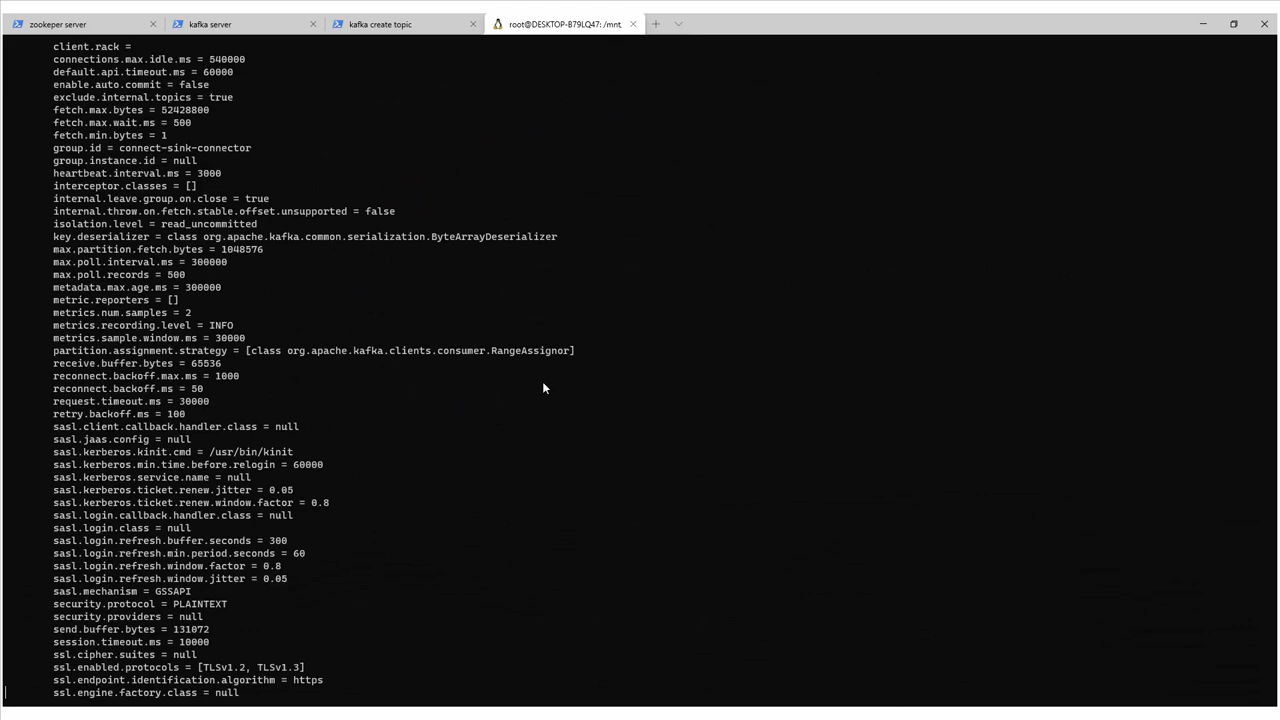 zookeper server
kafka server
kafka create topic
root@DESKTOP-B79LQ47: /mnt,
client.rack =
connections.max.idle.ms = 540000
default.api.timeout.ms = 60000
enable.auto.commit = false
exclude.internal.topics = true
fetch.max.bytes = 52428800
fetch.max.wait.ms = 500
fetch.min.bytes = 1
group.id = connect-sink-connector
group.instance.id = null
heartbeat.interval.ms = 3000
interceptor.classes = []
internal.leave.group.on.close = true
internal.throw.on.fetch.stable.offset.unsupported = false
isolation.level = read_uncommitted
key.deserializer = class org.apache.kafka.common.serialization.ByteArrayDeserializer
max.partition.fetch.bytes = 1048576
max.poll.interval.ms = 300000
max.poll.records = 500
metadata.max.age.ms = 300000
metric.reporters = []
metrics.num.samples = 2
metrics.recording.level = INFO
metrics.sample.window.ms = 30000
partition.assignment.strategy = [class org.apache.kafka.clients.consumer.RangeAssignor]
receive.buffer.bytes = 65536
reconnect.backoff.max.ms = 1000
reconnect.backoff.ms = 50
request.timeout.ms = 30000
retry.backoff.ms = 100
sasl.client.callback.handler.class = null
sasl.jaas.config = null
sasl.kerberos.kinit.cmd = /usr/bin/kinit
sasl.kerberos.min.time.before.relogin = 60000
sasl.kerberos.service.name = null
sasl.kerberos.ticket.renew.jitter = 0.05
sasl.kerberos.ticket.renew.window.factor = 0.8
sasl.login.callback.handler.class = null
sasl.login.class = null
sasl.login.refresh.buffer.seconds = 300
sasl.login.refresh.min.period.seconds = 60
sasl.login.refresh.window.factor = 0.8
sasl.login.refresh.window.jitter = 0.05
sasl.mechanism = GSSAPI
security.protocol = PLAINTEXT
security.providers = null
send.buffer.bytes = 131072
session.timeout.ms = 10000
ssl.cipher.suites = null
ssl.enabled.protocols = [TLSv1.2, TLSv1.3]
ssl.endpoint.identification.algorithm = https
ssl.engine.factory.class = null